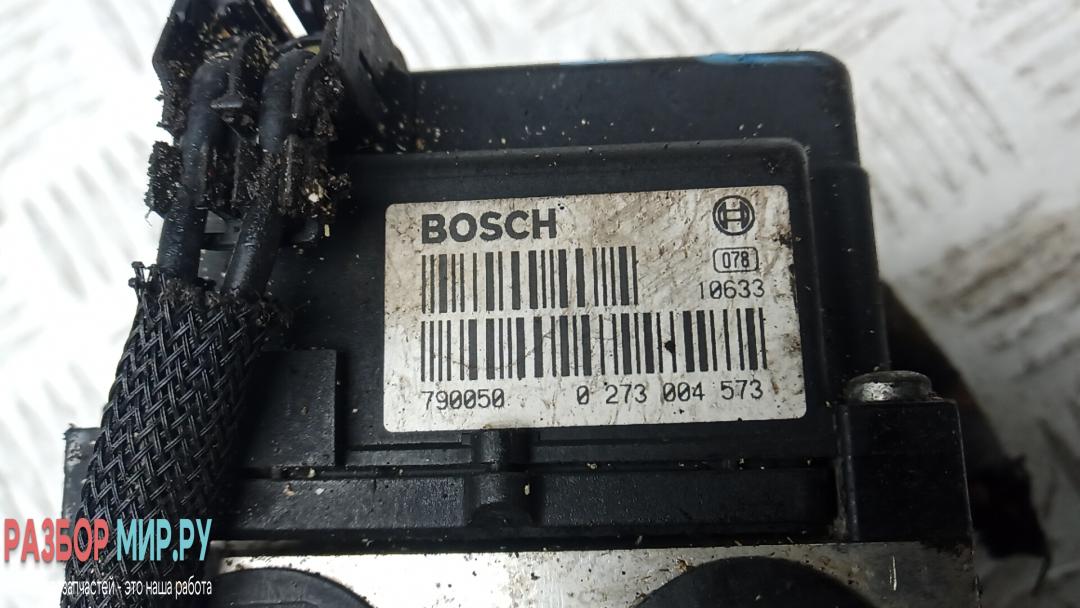 BOSCH
078
10633
790050 0 273 004 573
РАЗБОР МИР.РУ
запчастей - это наша работа